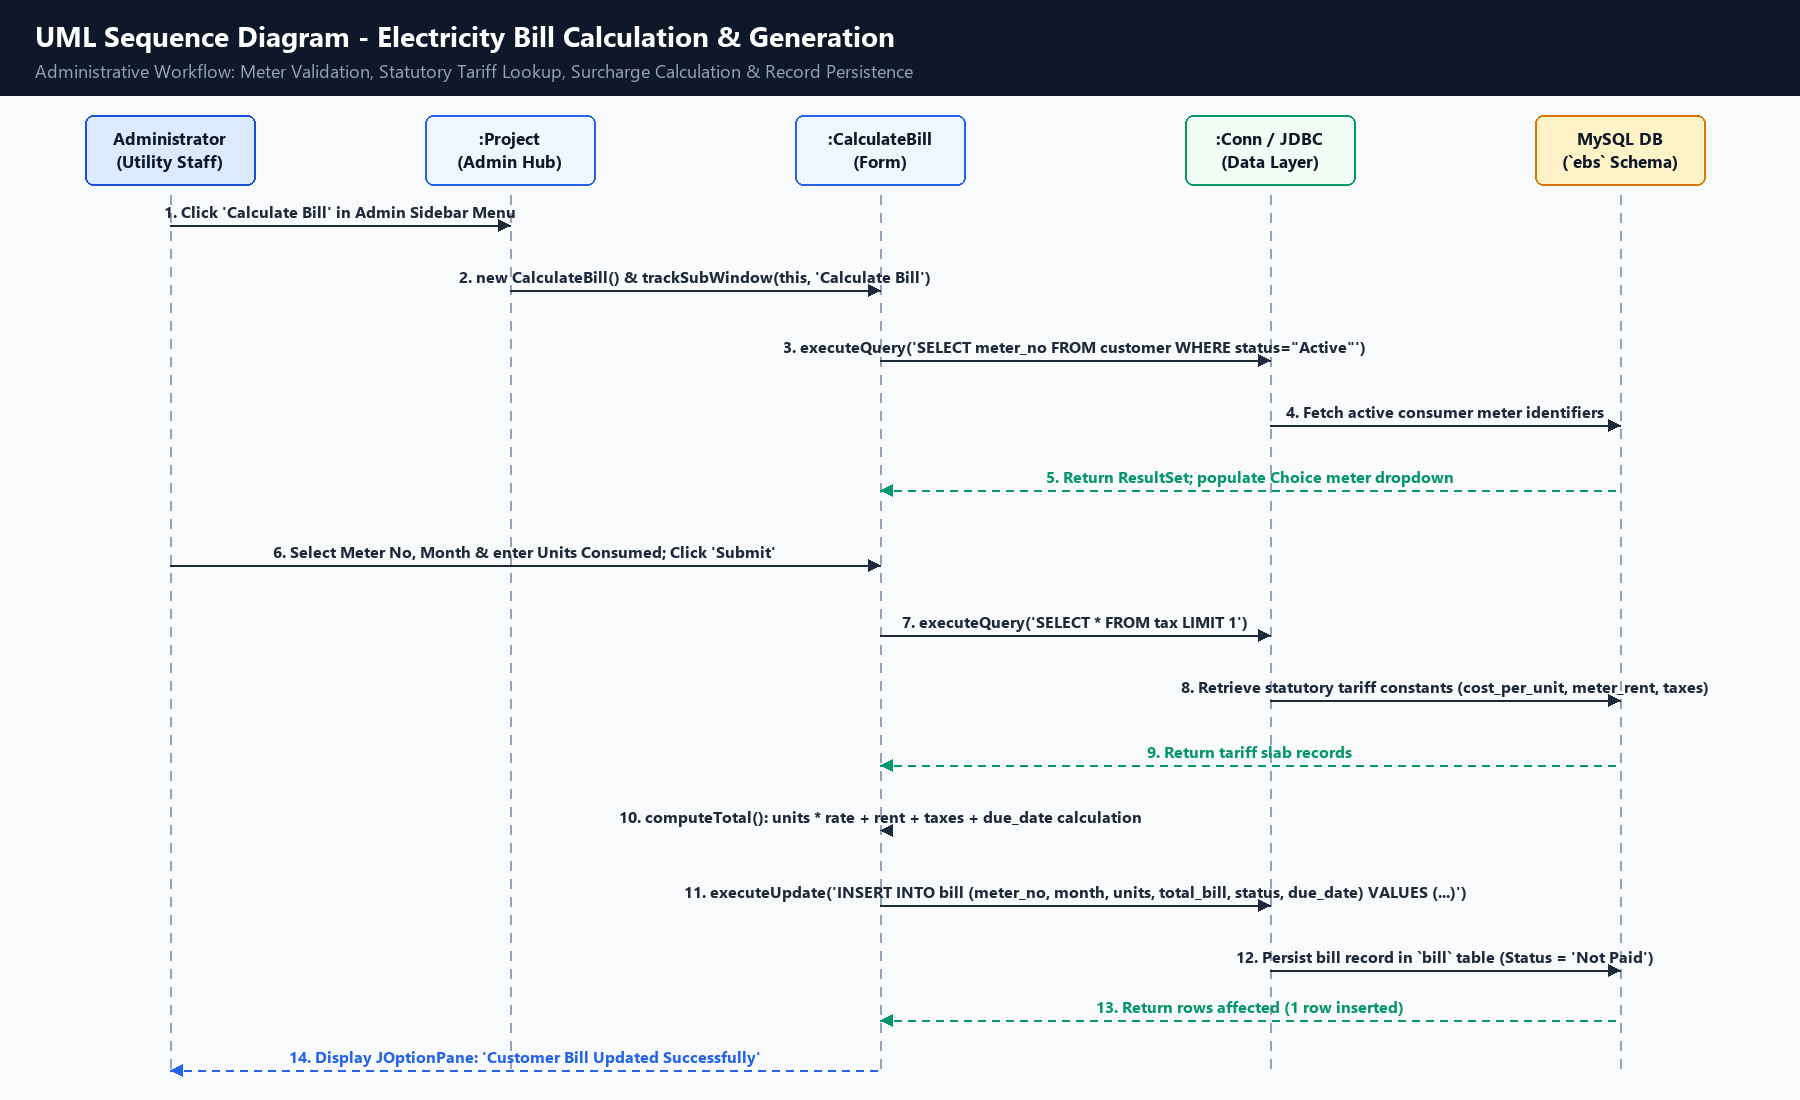 UML Sequence Diagram - Electricity Bill Calculation & Generation
Administrative Workflow: Meter Validation, Statutory Tariff Lookup, Surcharge Calculation & Record Persistence
Administrator
(Utility Staff)
:Project
(Admin Hub)
:CalculateBill
(Form)
:Conn / JDBC
(Data Layer)
MySQL DB
(`ebs` Schema)
1. Click 'Calculate Bill' in Admin Sidebar Menu
2. new CalculateBill() & trackSubWindow(this, 'Calculate Bill')
3. executeQuery('SELECT meter_no FROM customer WHERE status="Active"')
4. Fetch active consumer meter identifiers
5. Return ResultSet; populate Choice meter dropdown
6. Select Meter No, Month & enter Units Consumed; Click 'Submit'
7. executeQuery('SELECT * FROM tax LIMIT 1')
8. Retrieve statutory tariff constants (cost_per_unit, meter_rent, taxes)
9. Return tariff slab records
10. computeTotal(): units * rate + rent + taxes + due_date calculation
11. executeUpdate('INSERT INTO bill (meter_no, month, units, total_bill, status, due_date) VALUES (...)')
12. Persist bill record in `bill` table (Status = 'Not Paid')
13. Return rows affected (1 row inserted)
14. Display JOptionPane: 'Customer Bill Updated Successfully'